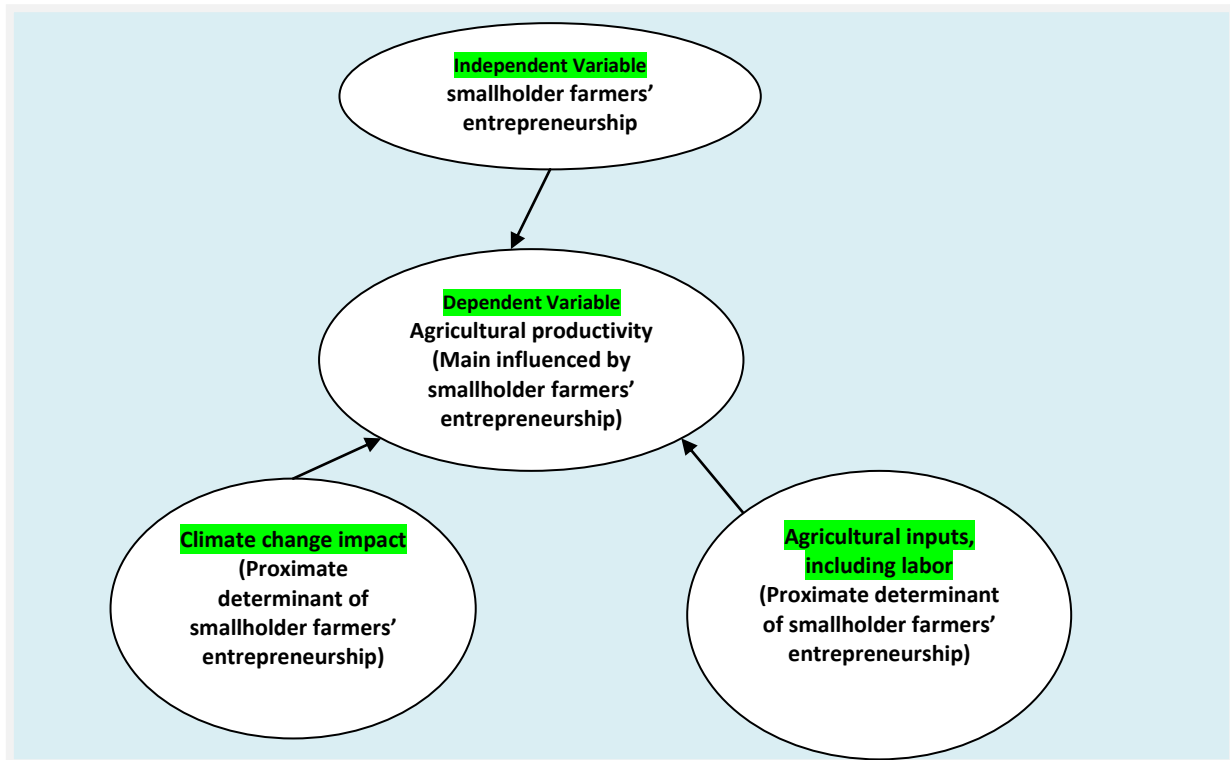 Independent Variable
smallholder farmers’
entrepreneurship
Dependent Variable
Agricultural productivity
(Main influenced by
smallholder farmers’
entrepreneurship)
Climate change impact
(Proximate
determinant of
smallholder farmers’
entrepreneurship)
Agricultural inputs,
including labor
(Proximate determinant
of smallholder farmers’
entrepreneurship)